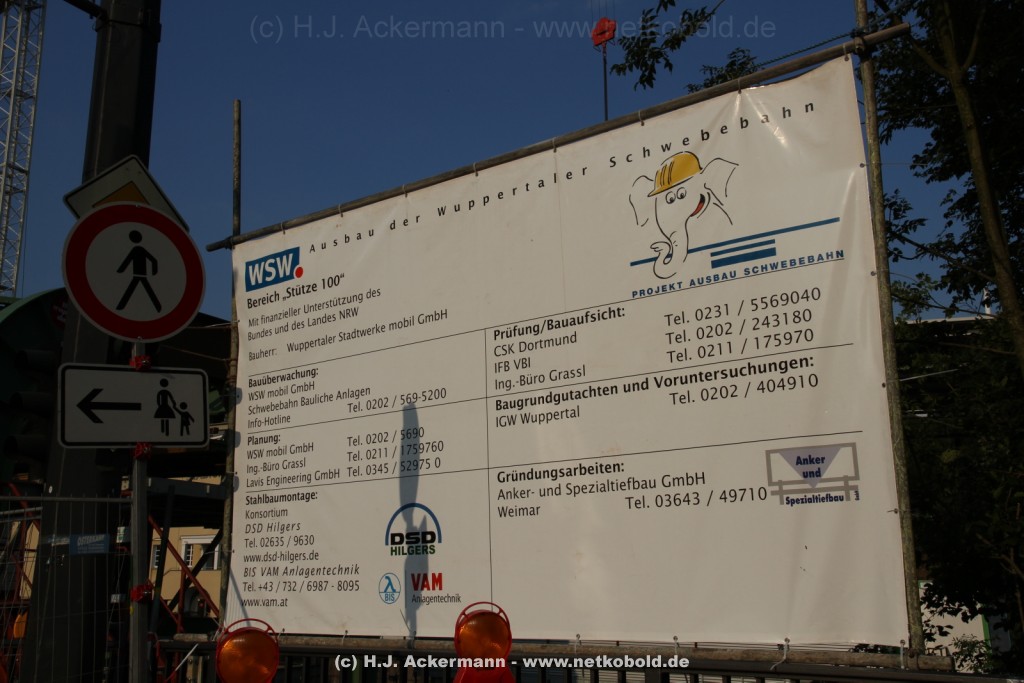 (c) H.J. Ackermann - www.netkobold.de
Ausbau der Wuppertaler Schwebebahn
WSW.
Bereich „Stütze 100“
Mit finanzieller Unterstützung des
Bundes und des Landes NRW
Bauherr: Wuppertaler Stadtwerke mobil GmbH
PROJEKT AUSBAU SCHWEBEBAHN
Bauüberwachung:
WSW mobil GmbH
Schwebebahn Bauliche Anlagen
Info-Hotline Tel. 0202 / 569-5200
Planung:
WSW mobil GmbH Tel. 0202 / 5690
Ing.-Büro Grassl Tel. 0211 / 1759760
Lavis Engineering GmbH Tel. 0345 / 52975 0
Stahlbaumontage:
Konsortium
DSD Hilgers
Tel. 02635 / 9630
www.dsd-hilgers.de
BIS VAM Anlagentechnik
Tel. +43 / 732 / 6987 - 8095
www.vam.at
DSD
HILGERS
BIS
VAM
Anlagentechnik
Prüfung/Bauaufsicht:
CSK Dortmund Tel. 0231 / 5569040
IFB VBI Tel. 0202 / 243180
Ing.-Büro Grassl Tel. 0211 / 175970
Baugrundgutachten und Voruntersuchungen:
IGW Wuppertal Tel. 0202 / 404910
Gründungsarbeiten:
Anker- und Spezialtiefbau GmbH
Weimar Tel. 03643 / 49710
Anker
und
Spezialtiefbau
(c) H.J. Ackermann - www.netkobold.de